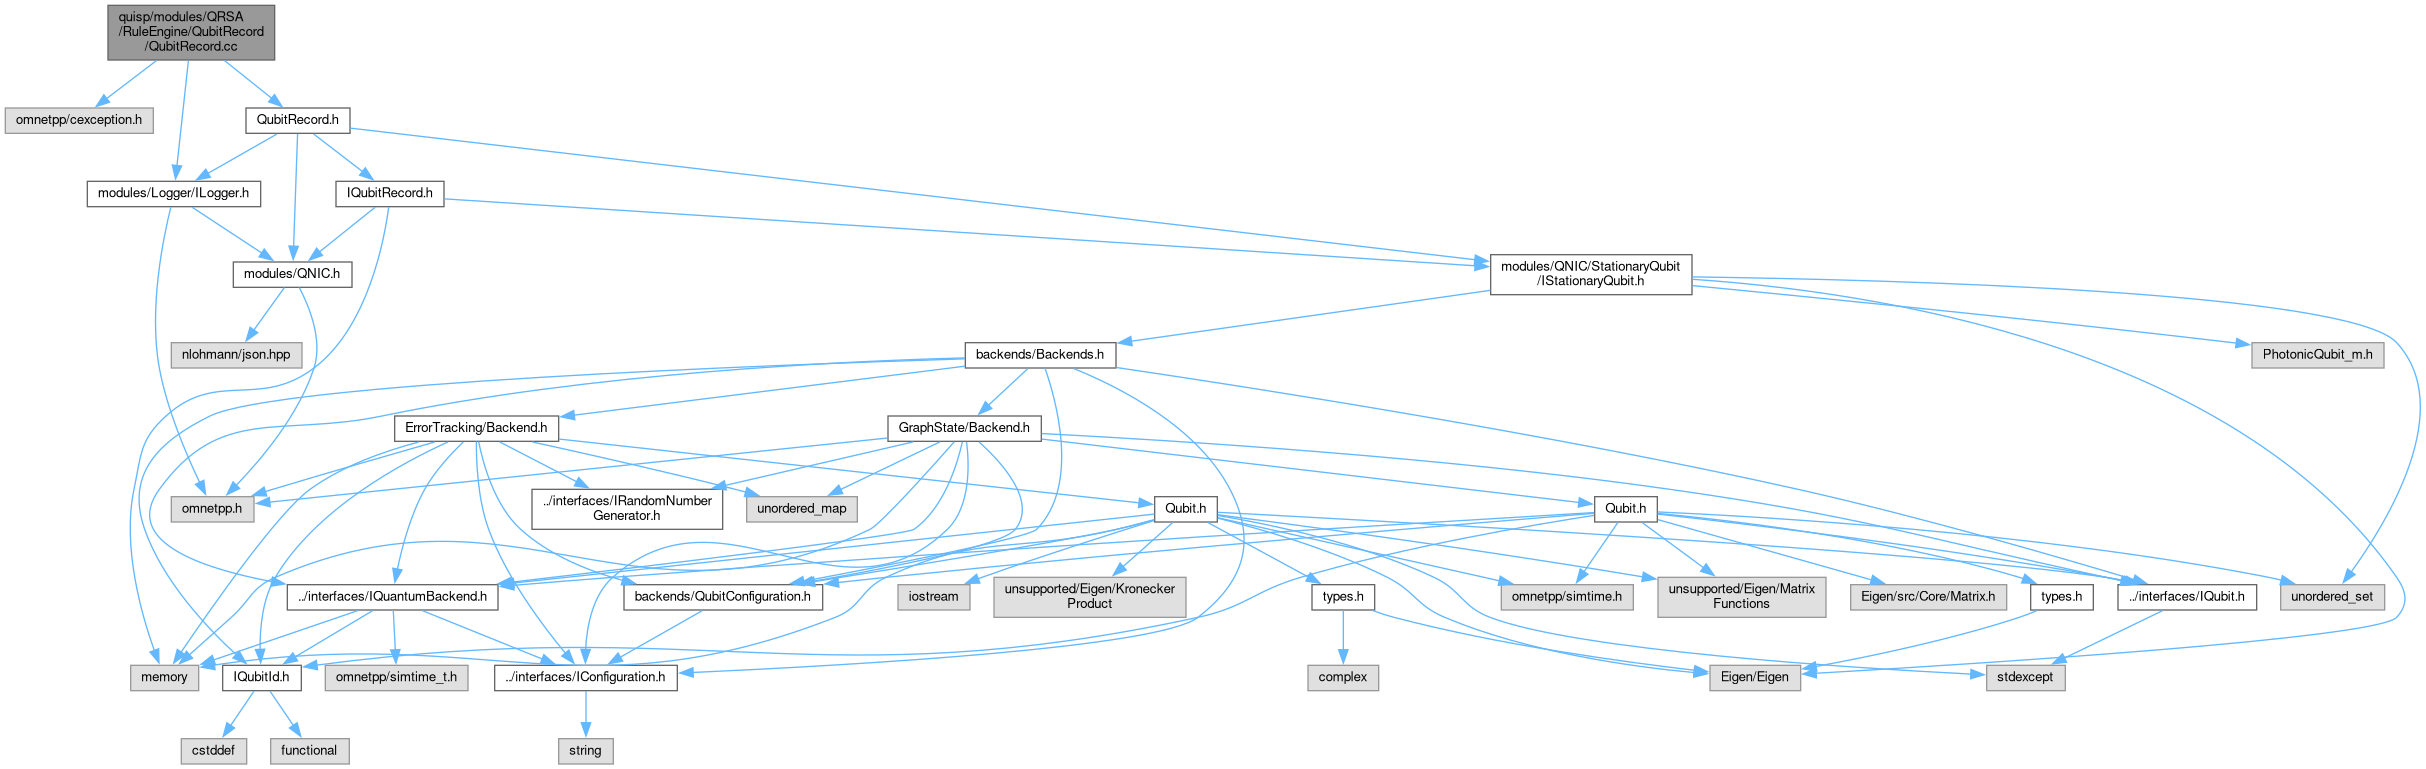 quisp/modules/QRSA
/RuleEngine/QubitRecord
/QubitRecord.cc
omnetpp/cexception.h
QubitRecord.h
modules/Logger/ILogger.h
IQubitRecord.h
modules/QNIC.h
modules/QNIC/StationaryQubit
/IStationaryQubit.h
nlohmann/json.hpp
backends/Backends.h
PhotonicQubit_m.h
ErrorTracking/Backend.h
GraphState/Backend.h
omnetpp.h
../interfaces/IRandomNumber
Generator.h
unordered_map
Qubit.h
Qubit.h
../interfaces/IQuantumBackend.h
backends/QubitConfiguration.h
iostream
unsupported/Eigen/Kronecker
Product
types.h
omnetpp/simtime.h
unsupported/Eigen/Matrix
Functions
Eigen/src/Core/Matrix.h
types.h
../interfaces/IQubit.h
unordered_set
memory
IQubitId.h
omnetpp/simtime_t.h
../interfaces/IConfiguration.h
complex
Eigen/Eigen
stdexcept
cstddef
functional
string